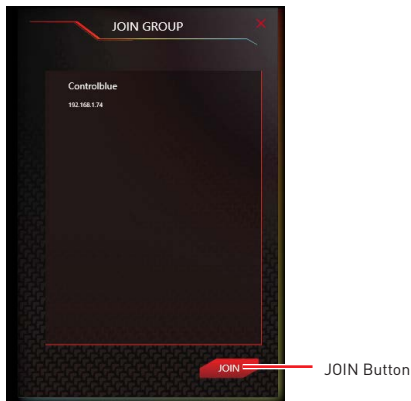 JOIN GROUP
Controlblue
192.168.1.74
JOIN
JOIN Button